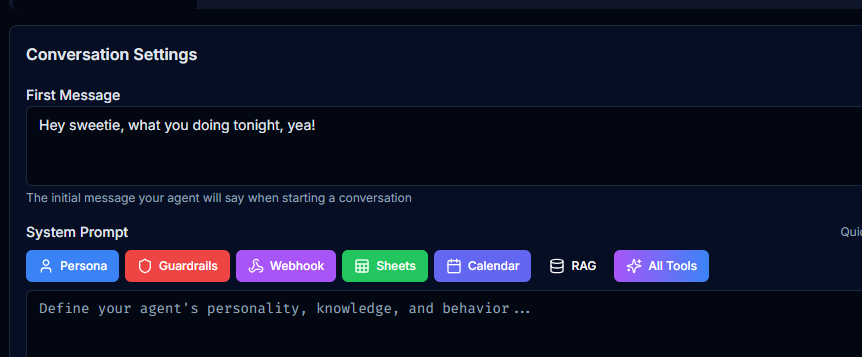 Conversation Settings
First Message
Hey sweetie, what you doing tonight, yea!
The initial message your agent will say when starting a conversation
System Prompt
Persona Guardrails Webhook Sheets Calendar RAG All Tools
Define your agent's personality, knowledge, and behavior...